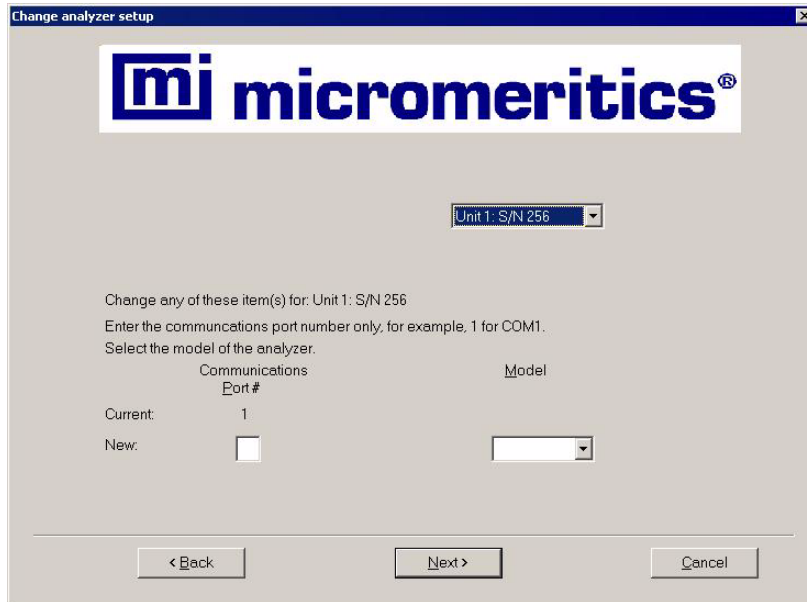 Change analyzer setup
mi micromeritics®
Unit 1: S/N 256
Change any of these item(s) for: Unit 1: S/N 256
Enter the communcations port number only, for example, 1 for COM1.
Select the model of the analyzer.
Communications Model
Port #
Current: 1
New:
< Back Next > Cancel